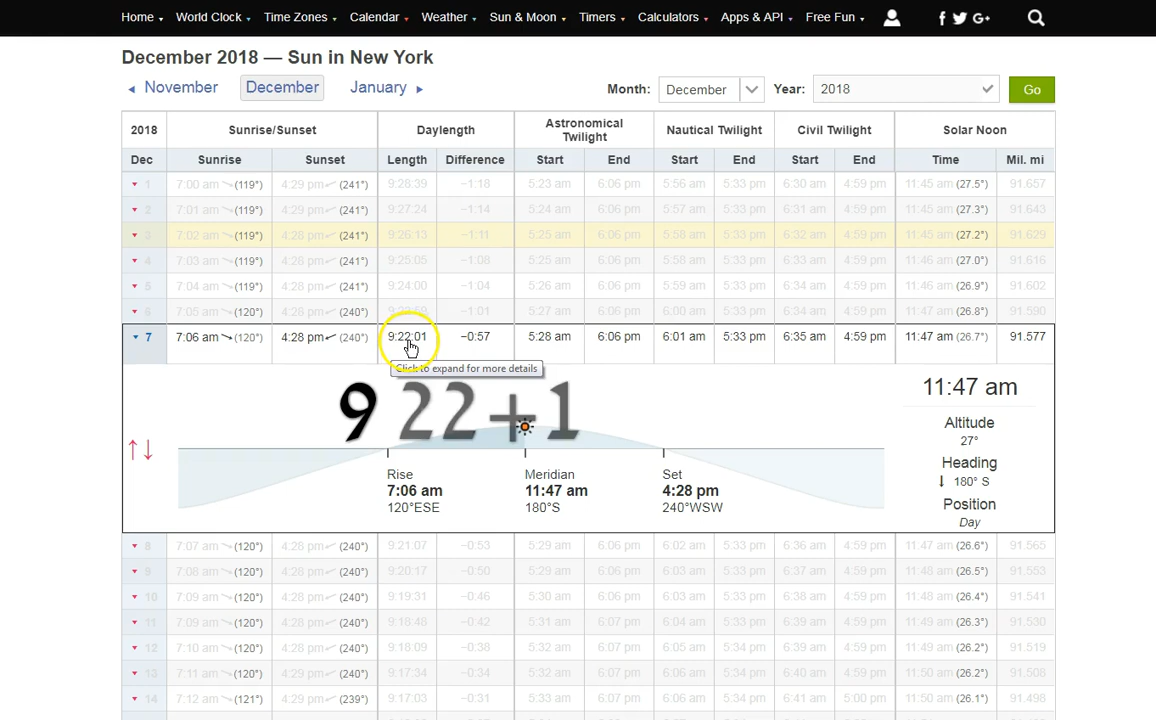 Home World Clock Time Zones Calendar Weather Sun & Moon Timers Calculators Apps & API Free Fun
December 2018 — Sun in New York
November December January Month: December Year: 2018 Go
2018 Sunrise/Sunset Daylength Astronomical Twilight Nautical Twilight Civil Twilight Solar Noon
Dec Sunrise Sunset Length Difference Start End Start End Start End Time Mil. mi
1 7:00 am (119°) 4:29 pm (241°) 9:28:39 −1:18 5:23 am 6:06 pm 5:56 am 5:33 pm 6:30 am 4:59 pm 11:45 am (27.5°) 91.657
2 7:01 am (119°) 4:29 pm (241°) 9:27:24 −1:14 5:24 am 6:06 pm 5:57 am 5:33 pm 6:31 am 4:59 pm 11:45 am (27.3°) 91.643
3 7:02 am (119°) 4:28 pm (241°) 9:26:13 −1:11 5:25 am 6:06 pm 5:58 am 5:33 pm 6:32 am 4:59 pm 11:45 am (27.2°) 91.629
4 7:03 am (119°) 4:28 pm (241°) 9:25:05 −1:08 5:25 am 6:06 pm 5:58 am 5:33 pm 6:33 am 4:59 pm 11:46 am (27.0°) 91.616
5 7:04 am (119°) 4:28 pm (241°) 9:24:00 −1:04 5:26 am 6:06 pm 5:59 am 5:33 pm 6:34 am 4:59 pm 11:46 am (26.9°) 91.602
6 7:05 am (120°) 4:28 pm (240°) −1:01 5:27 am 6:06 pm 6:00 am 5:33 pm 6:34 am 4:59 pm 11:46 am (26.8°) 91.590
7 7:06 am (120°) 4:28 pm (240°) 9:22:01 −0:57 5:28 am 6:06 pm 6:01 am 5:33 pm 6:35 am 4:59 pm 11:47 am (26.7°) 91.577
Click to expand for more details
9 22+1
11:47 am
Altitude
27°
Heading
180° S
Position
Day
Rise Meridian Set
7:06 am 11:47 am 4:28 pm
120°ESE 180°S 240°WSW
8 7:07 am (120°) 4:28 pm (240°) 9:21:07 −0:53 5:29 am 6:06 pm 6:02 am 5:33 pm 6:36 am 4:59 pm 11:47 am (26.6°) 91.565
9 7:08 am (120°) 4:28 pm (240°) 9:20:17 −0:50 5:29 am 6:06 pm 6:03 am 5:33 pm 6:37 am 4:59 pm 11:48 am (26.5°) 91.553
10 7:09 am (120°) 4:28 pm (240°) 9:19:31 −0:46 5:30 am 6:06 pm 6:03 am 5:33 pm 6:38 am 4:59 pm 11:48 am (26.4°) 91.541
11 7:09 am (120°) 4:28 pm (240°) 9:18:48 −0:42 5:31 am 6:07 pm 6:04 am 5:33 pm 6:39 am 4:59 pm 11:49 am (26.3°) 91.530
12 7:10 am (120°) 4:28 pm (240°) 9:18:09 −0:38 5:32 am 6:07 pm 6:05 am 5:34 pm 6:39 am 4:59 pm 11:49 am (26.2°) 91.519
13 7:11 am (120°) 4:29 pm (240°) 9:17:34 −0:34 5:32 am 6:07 pm 6:06 am 5:34 pm 6:40 am 4:59 pm 11:50 am (26.2°) 91.508
14 7:12 am (121°) 4:29 pm (239°) 9:17:03 −0:31 5:33 am 6:07 pm 6:06 am 5:34 pm 6:41 am 5:00 pm 11:50 am (26.1°) 91.498